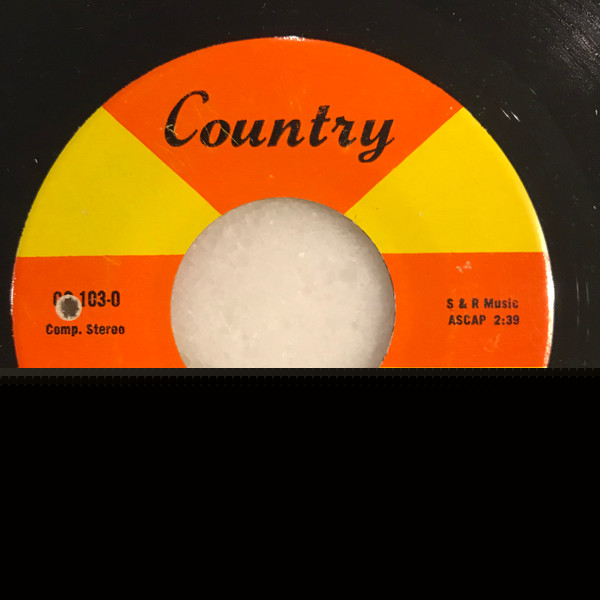 Country
103-0
S & R Music
Comp. Stereo
ASCAP 2:39